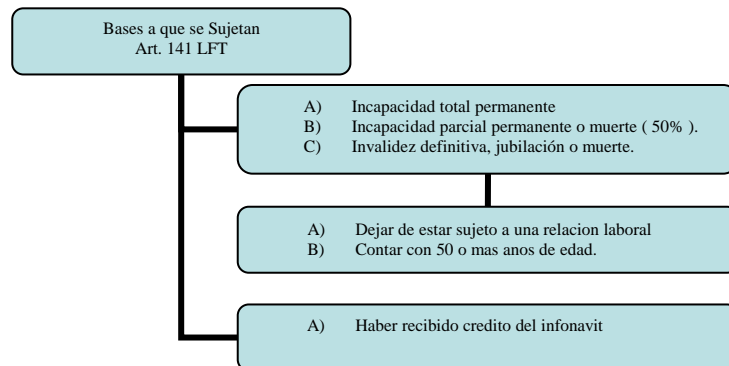 Bases a que se Sujetan
Art. 141 LFT
A) Incapacidad total permanente
B) Incapacidad parcial permanente o muerte ( 50% ).
C) Invalidez definitiva, jubilación o muerte.
A) Dejar de estar sujeto a una relacion laboral
B) Contar con 50 o mas anos de edad.
A) Haber recibido credito del infonavit